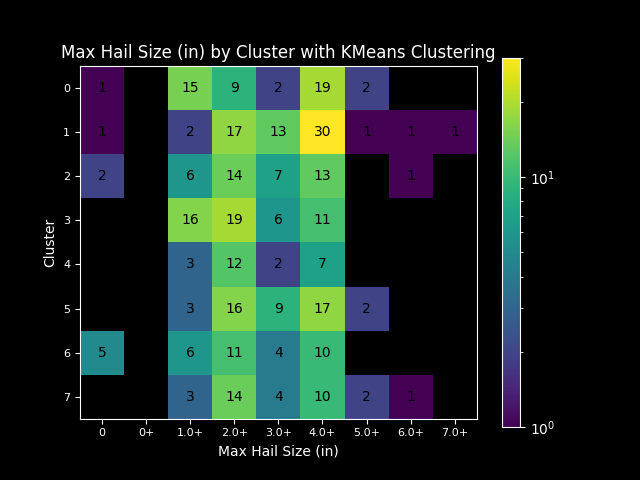 Max Hail Size (in) by Cluster with KMeans Clustering
0 1 15 9 2 19 2
1 1 2 17 13 30 1 1 1
2 2 6 14 7 13 1
3 16 19 6 11
4 3 12 2 7
5 3 16 9 17 2
6 5 6 11 4 10
7 3 14 4 10 2 1
0 0+ 1.0+ 2.0+ 3.0+ 4.0+ 5.0+ 6.0+ 7.0+
Max Hail Size (in)
Cluster
10¹
10⁰